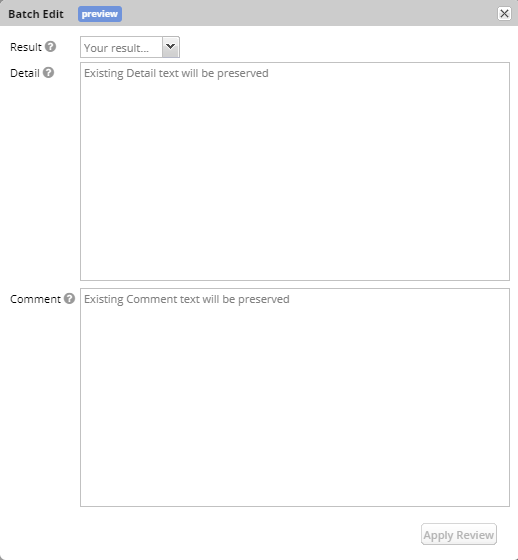 Batch Edit preview
Result ? Your result...
Detail ? Existing Detail text will be preserved
Comment ? Existing Comment text will be preserved
Apply Review